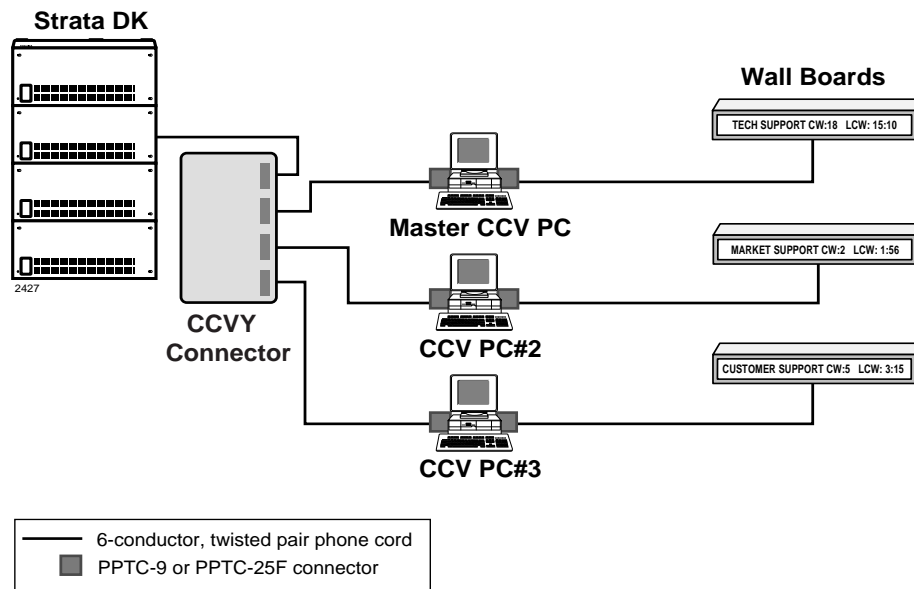 Strata DK
Wall Boards
TECH SUPPORT CW:18 LCW: 15:10
Master CCV PC
MARKET SUPPORT CW:2 LCW: 1:56
2427
CCVY
Connector
CCV PC#2
CUSTOMER SUPPORT CW:5 LCW: 3:15
CCV PC#3
6-conductor, twisted pair phone cord
PPTC-9 or PPTC-25F connector